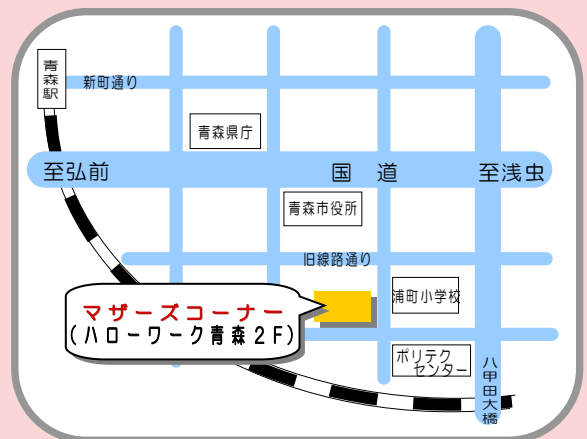 青森駅
新町通り
青森県庁
至弘前
国道
至浅虫
青森市役所
旧線路通り
浦町小学校
マザーズコーナー
(ハローワーク青森2F)
ポリテク
センター
八甲田大橋